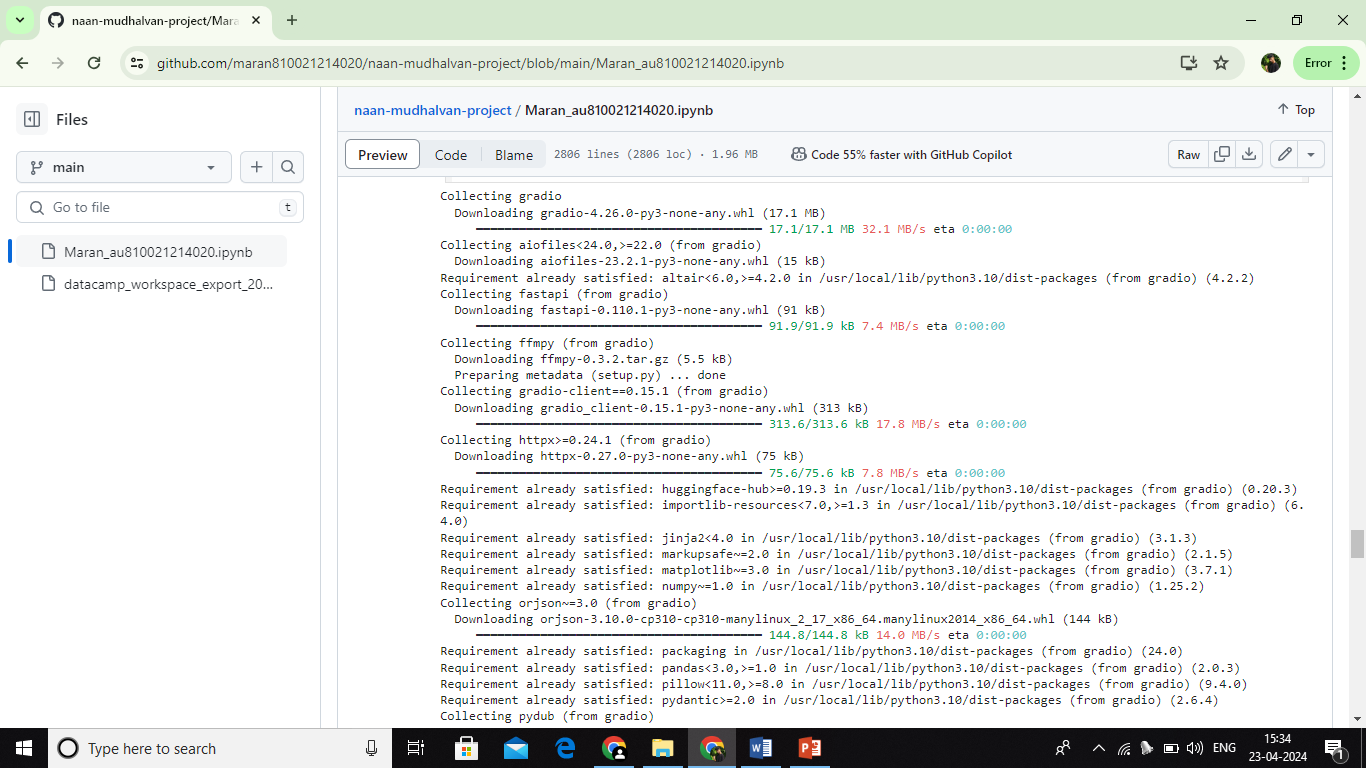 naan-mudhalvan-project/Mara
github.com/maran810021214020/naan-mudhalvan-project/blob/main/Maran_au810021214020.ipynb
Error
Files
main
Go to file
t
Maran_au810021214020.ipynb
datacamp_workspace_export_20...
naan-mudhalvan-project / Maran_au810021214020.ipynb
Top
Preview
Code
Blame
2806 lines (2806 loc) · 1.96 MB
Code 55% faster with GitHub Copilot
Raw
Collecting gradio
Downloading gradio-4.26.0-py3-none-any.whl (17.1 MB)
17.1/17.1 MB 32.1 MB/s eta 0:00:00
Collecting aiofiles<24.0,>=22.0 (from gradio)
Downloading aiofiles-23.2.1-py3-none-any.whl (15 kB)
Requirement already satisfied: altair<6.0,>=4.2.0 in /usr/local/lib/python3.10/dist-packages (from gradio) (4.2.2)
Collecting fastapi (from gradio)
Downloading fastapi-0.110.1-py3-none-any.whl (91 kB)
91.9/91.9 kB 7.4 MB/s eta 0:00:00
Collecting ffmpy (from gradio)
Downloading ffmpy-0.3.2.tar.gz (5.5 kB)
Preparing metadata (setup.py) ... done
Collecting gradio-client==0.15.1 (from gradio)
Downloading gradio_client-0.15.1-py3-none-any.whl (313 kB)
313.6/313.6 kB 17.8 MB/s eta 0:00:00
Collecting httpx>=0.24.1 (from gradio)
Downloading httpx-0.27.0-py3-none-any.whl (75 kB)
75.6/75.6 kB 7.8 MB/s eta 0:00:00
Requirement already satisfied: huggingface-hub>=0.19.3 in /usr/local/lib/python3.10/dist-packages (from gradio) (0.20.3)
Requirement already satisfied: importlib-resources<7.0,>=1.3 in /usr/local/lib/python3.10/dist-packages (from gradio) (6.
4.0)
Requirement already satisfied: jinja2<4.0 in /usr/local/lib/python3.10/dist-packages (from gradio) (3.1.3)
Requirement already satisfied: markupsafe~=2.0 in /usr/local/lib/python3.10/dist-packages (from gradio) (2.1.5)
Requirement already satisfied: matplotlib~=3.0 in /usr/local/lib/python3.10/dist-packages (from gradio) (3.7.1)
Requirement already satisfied: numpy~=1.0 in /usr/local/lib/python3.10/dist-packages (from gradio) (1.25.2)
Collecting orjson~=3.0 (from gradio)
Downloading orjson-3.10.0-cp310-cp310-manylinux_2_17_x86_64.manylinux2014_x86_64.whl (144 kB)
144.8/144.8 kB 14.0 MB/s eta 0:00:00
Requirement already satisfied: packaging in /usr/local/lib/python3.10/dist-packages (from gradio) (24.0)
Requirement already satisfied: pandas<3.0,>=1.0 in /usr/local/lib/python3.10/dist-packages (from gradio) (2.0.3)
Requirement already satisfied: pillow<11.0,>=8.0 in /usr/local/lib/python3.10/dist-packages (from gradio) (9.4.0)
Requirement already satisfied: pydantic>=2.0 in /usr/local/lib/python3.10/dist-packages (from gradio) (2.6.4)
Collecting pydub (from gradio)
Type here to search
ENG
15:34
23-04-2024
1